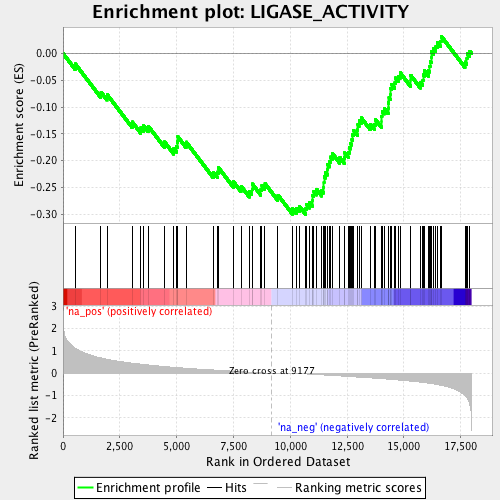 Enrichment plot: LIGASE_ACTIVITY
Enrichment score (ES)
0.00
-0.05
-0.10
-0.15
-0.20
-0.25
-0.30
'na_pos' (positively correlated)
Ranked list metric (PreRanked)
3
2
1
0
-1
-2
Zero cross at 9177
'na_neg' (negatively correlated)
0
2,500
5,000
7,500
10,000
12,500
15,000
17,500
Rank in Ordered Dataset
Enrichment profile
Hits
Ranking metric scores